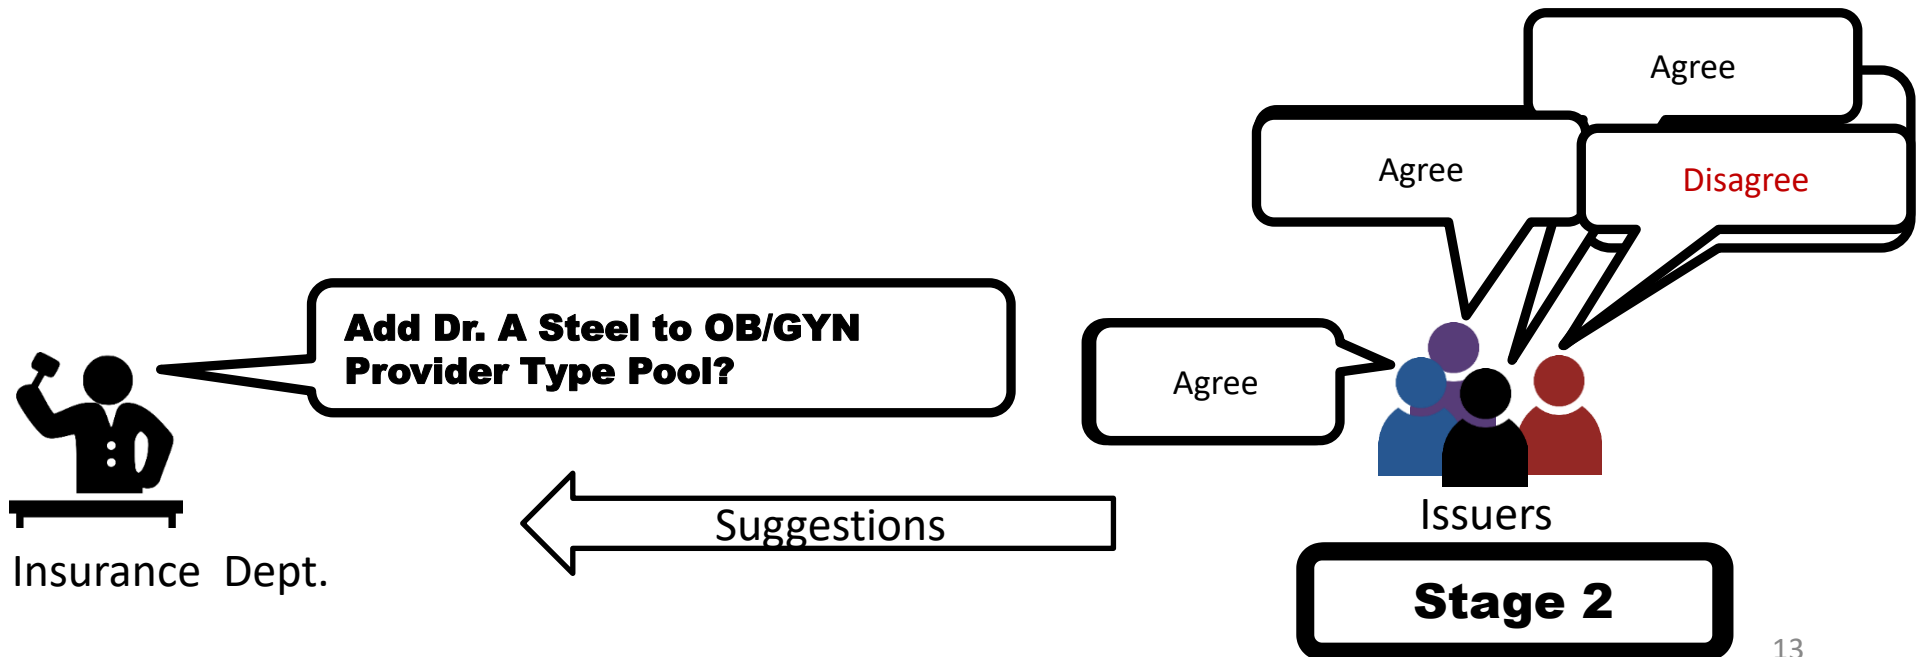 Agree
Agree
Disagree
Add Dr. A Steel to OB/GYN
Provider Type Pool?
Agree
Suggestions
Issuers
Insurance Dept.
Stage 2
13